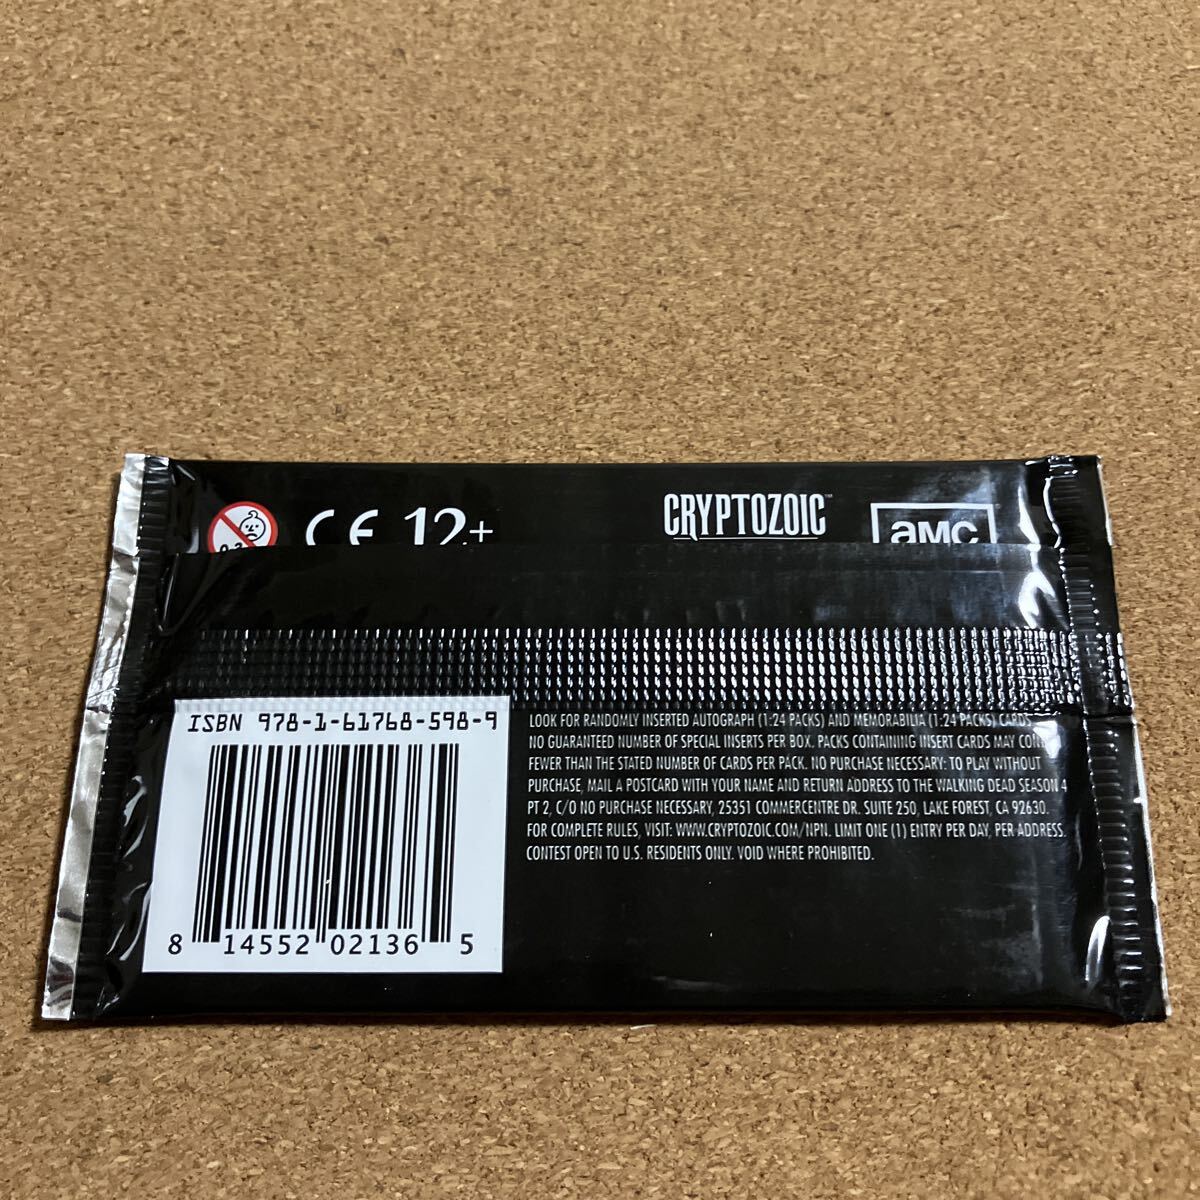 0-3
CE 12+
CRYPTOZOIC™
aMC
ISBN 978-1-61768-598-9
8 14552 02136 5
LOOK FOR RANDOMLY INSERTED AUTOGRAPH (1:24 PACKS) AND MEMORABILIA (1:24 PACKS) CARDS.
NO GUARANTEED NUMBER OF SPECIAL INSERTS PER BOX. PACKS CONTAINING INSERT CARDS MAY
FEWER THAN THE STATED NUMBER OF CARDS PER PACK. NO PURCHASE NECESSARY: TO PLAY WITHOUT
PURCHASE, MAIL A POSTCARD WITH YOUR NAME AND RETURN ADDRESS TO THE WALKING DEAD SEASON 4
PT 2, C/O NO PURCHASE NECESSARY, 25351 COMMERCENTRE DR. SUITE 250, LAKE FOREST, CA 92630.
FOR COMPLETE RULES, VISIT: WWW.CRYPTOZOIC.COM/NPN. LIMIT ONE (1) ENTRY PER DAY, PER ADDRESS.
CONTEST OPEN TO U.S. RESIDENTS ONLY. VOID WHERE PROHIBITED.